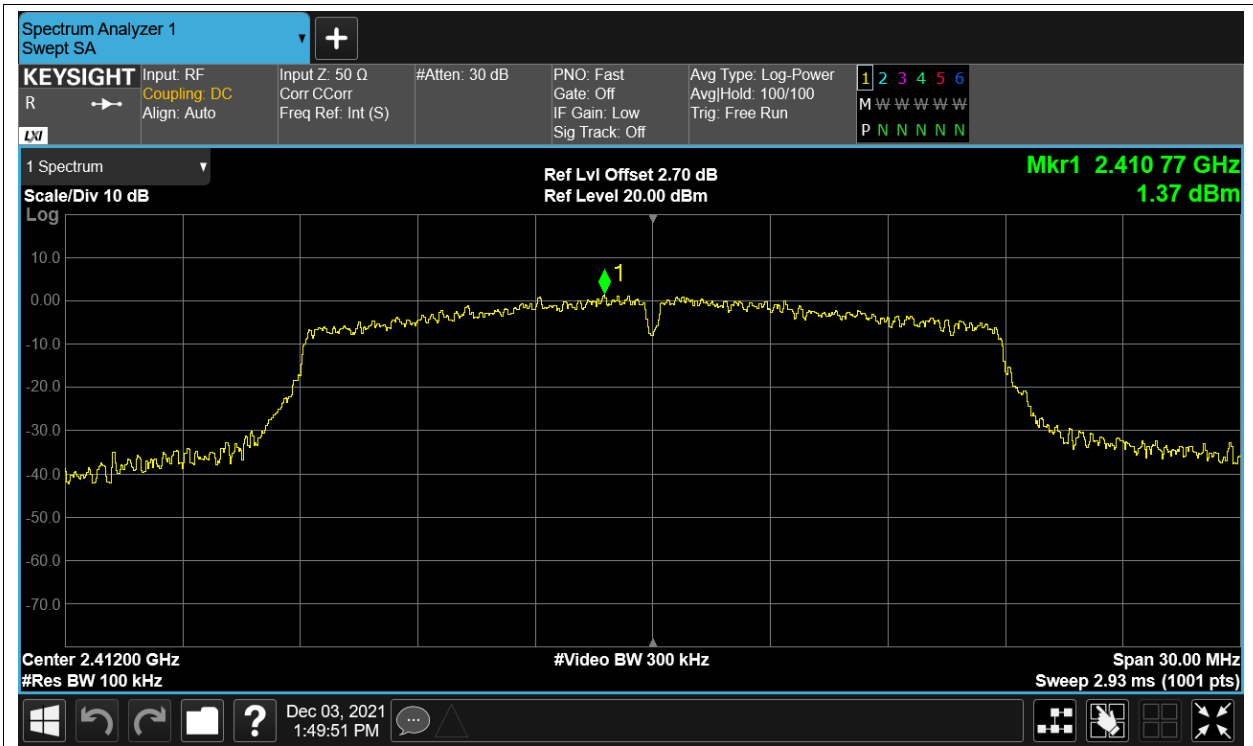 Spectrum Analyzer 1
Swept SA
KEYSIGHT
R
LXI
Input: RF
Coupling: DC
Align: Auto
Input Z: 50 Ω
Corr CCorr
Freq Ref: Int (S)
#Atten: 30 dB
PNO: Fast
Gate: Off
IF Gain: Low
Sig Track: Off
Avg Type: Log-Power
Avg|Hold: 100/100
Trig: Free Run
1 2 3 4 5 6
M W W W W W W
P N N N N N
1 Spectrum
Scale/Div 10 dB
Ref Lvl Offset 2.70 dB
Ref Level 20.00 dBm
Mkr1 2.410 77 GHz
1.37 dBm
Log
10.0
0.00
-10.0
-20.0
-30.0
-40.0
-50.0
-60.0
-70.0
1
Center 2.41200 GHz
#Res BW 100 kHz
#Video BW 300 kHz
Span 30.00 MHz
Sweep 2.93 ms (1001 pts)
?
Dec 03, 2021
1:49:51 PM